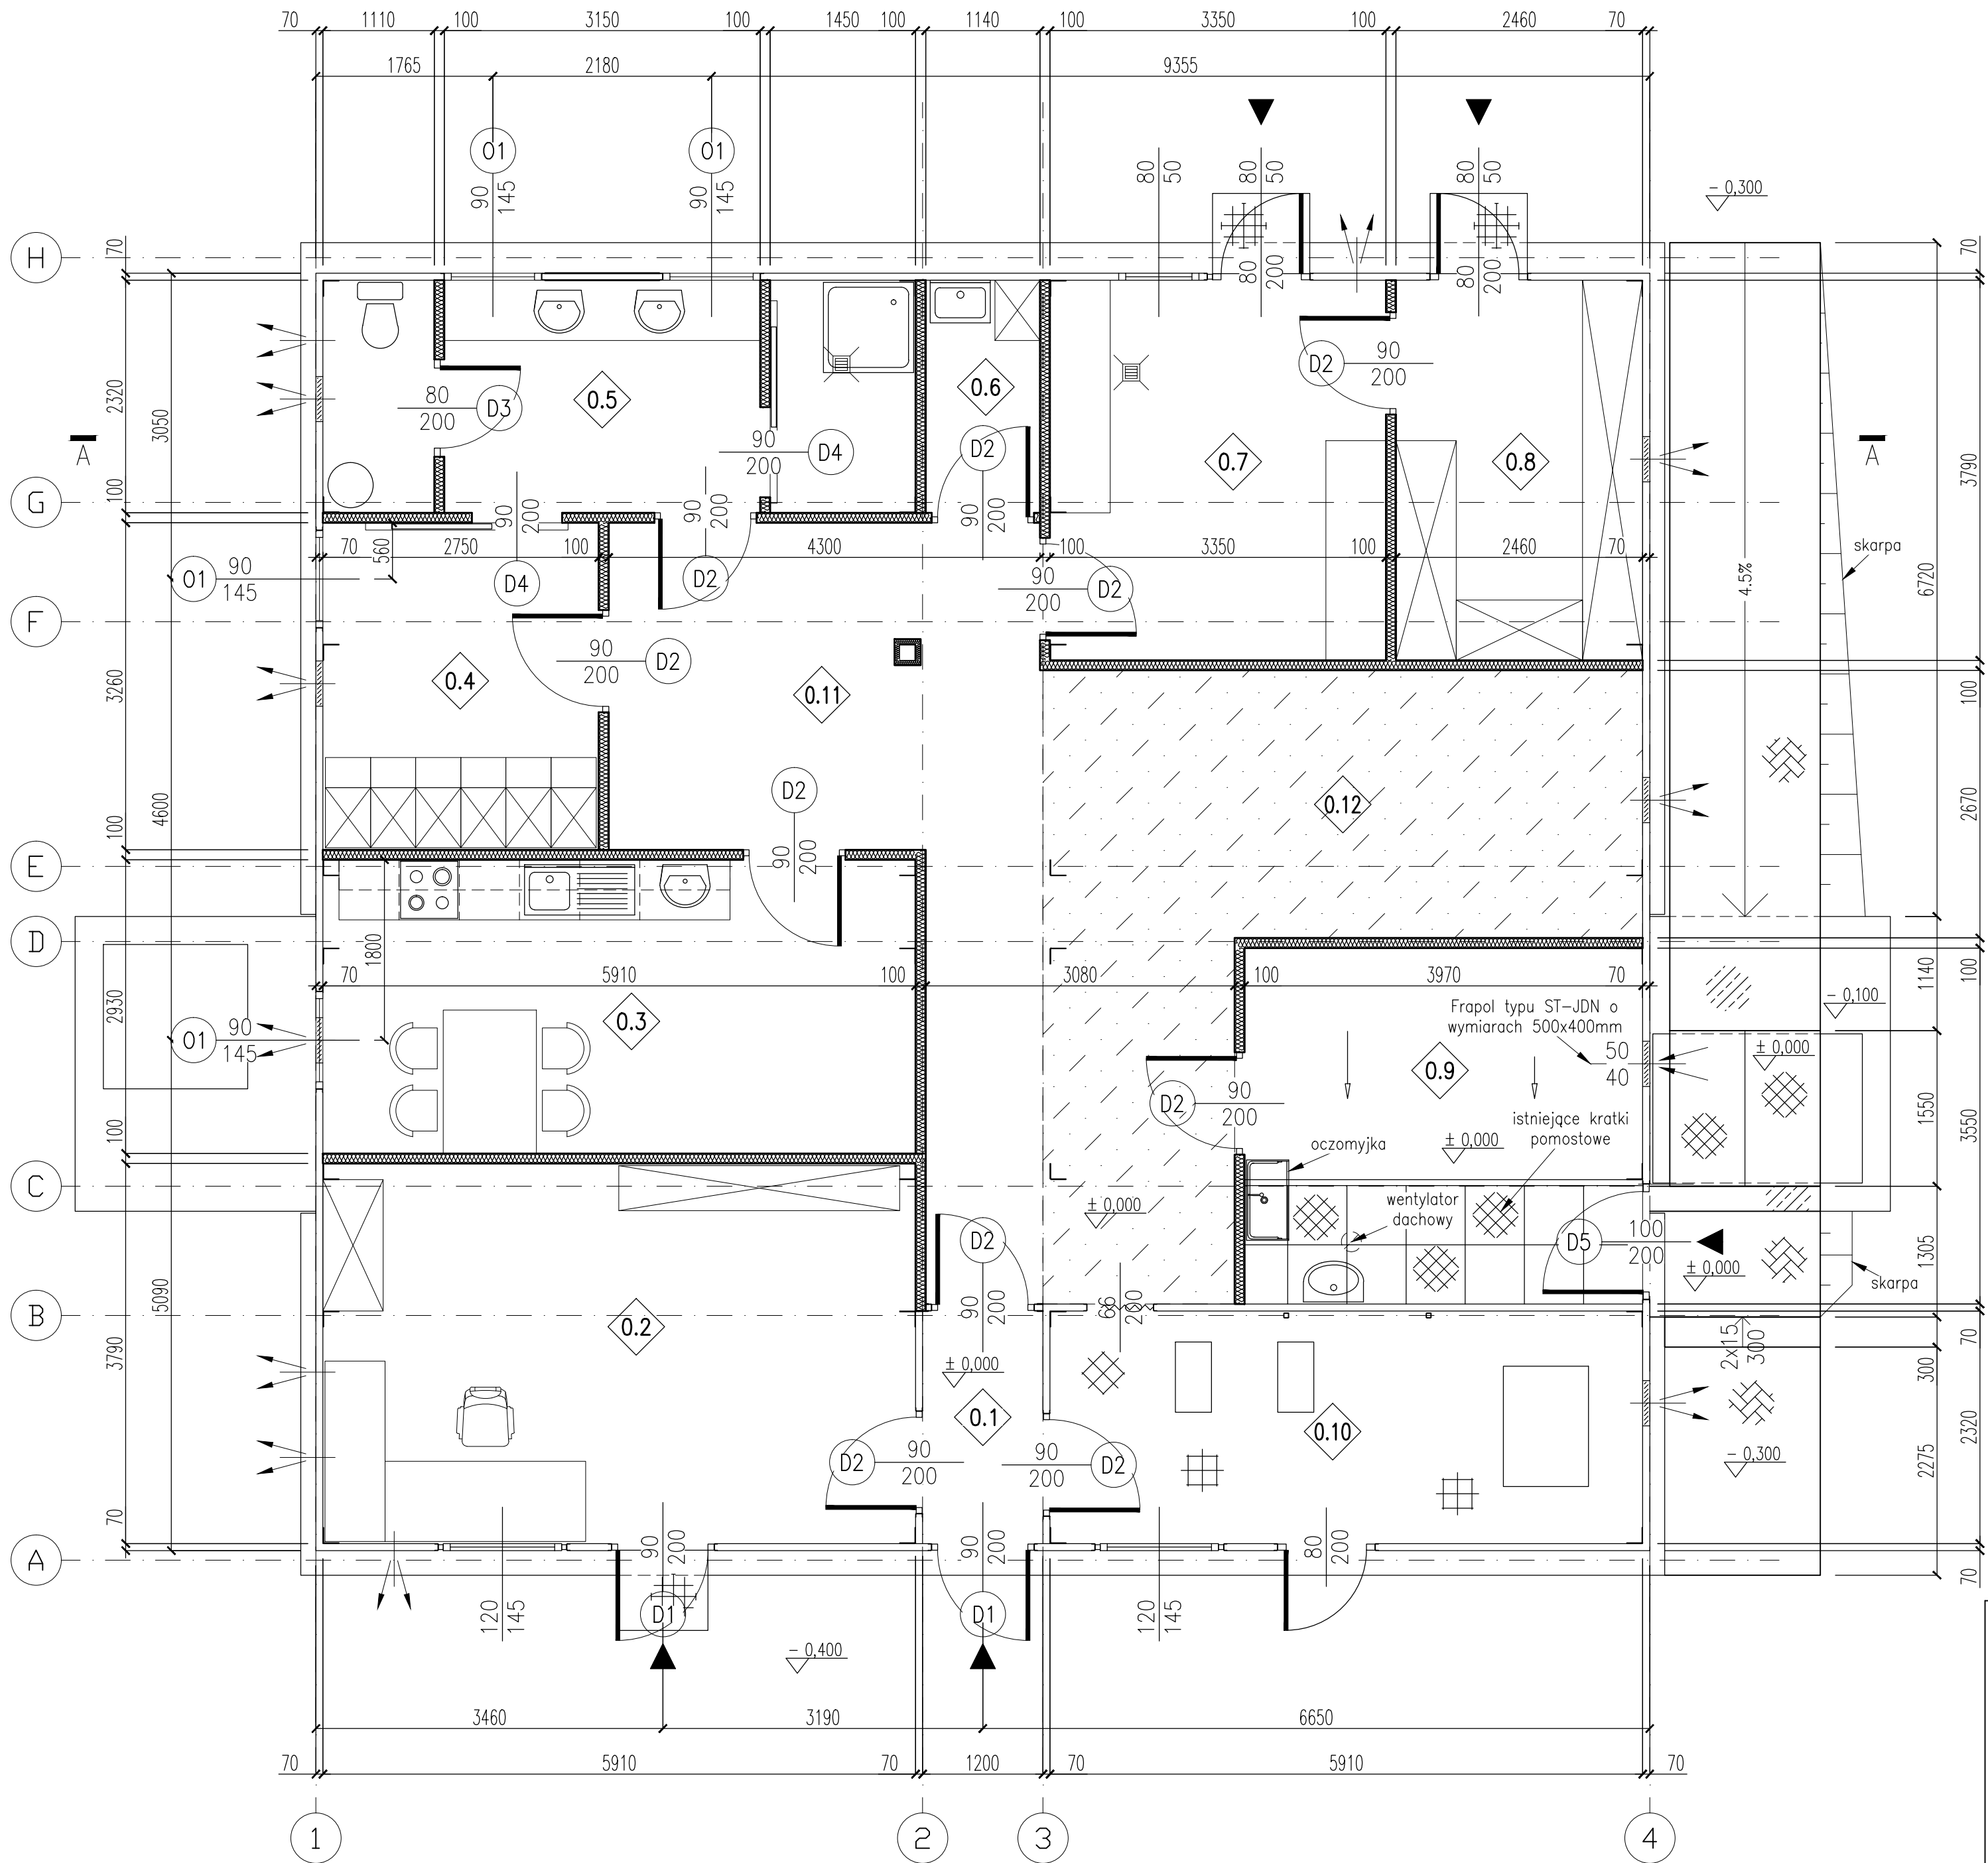 70 1110 100 3150 100 1450 100 1140 100 3350 100 2460 70
1765 2180 9355
O1 O1
90 145 90 145 80 50 80 50 80 50
- 0,300
H
70 70
80 200 80 200
D2 90 200
0.5 0.6
80 200 D3
2320 3050
A A
90 200 D4 D2
0.7 0.8
3790
G
100
90 200 90 200 90 200
560
70 2750 100 4300 100 3350 100 2460 70
skarpa
4.5%
6720
O1 90 145
D4 D2 90 200 D2
F
90 200 D2
0.4 0.11
3260
100
D2
0.12
2670
4600
90 200
100
E
D
1800
70 5910 100 3080 100 3970 70
100 1140
2930
0.3
Frapol typu ST-JDN o
wymiarach 500x400mm
- 0,100
O1 90 145
50 40
± 0,000
0.9
D2 90 200
istniejące kratki
pomostowe
1550 3550
oczomyjka
± 0,000
100
C
± 0,000
wentylator
dachowy
D2
D5 100 200
± 0,000
1305
skarpa
5090
B
90 200 66 200
0.2
2x15 300
70
3790
± 0,000
300
0.1
0.10
2320
D2 90 200 90 200 D2
- 0,300
2275
70
A
90 200 90 200 80 200
70
120 145 D1 D1 120 145
- 0,400
3460 3190 6650
70 5910 70 1200 70 5910 70
1 2 3 4